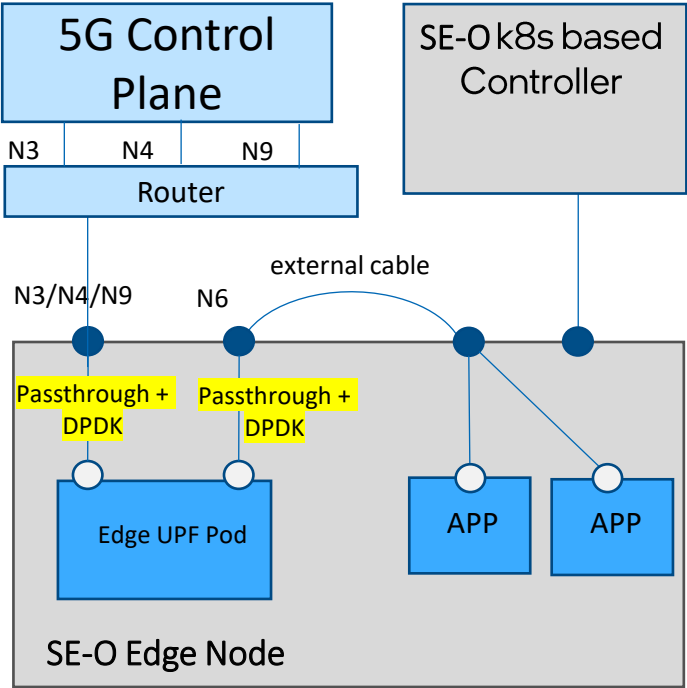 5G Control
Plane
SE-O k8s based
Controller
N3
N4
N9
Router
external cable
N3/N4/N9
N6
Passthrough +
DPDK
Passthrough +
DPDK
Edge UPF Pod
APP
APP
SE-O Edge Node